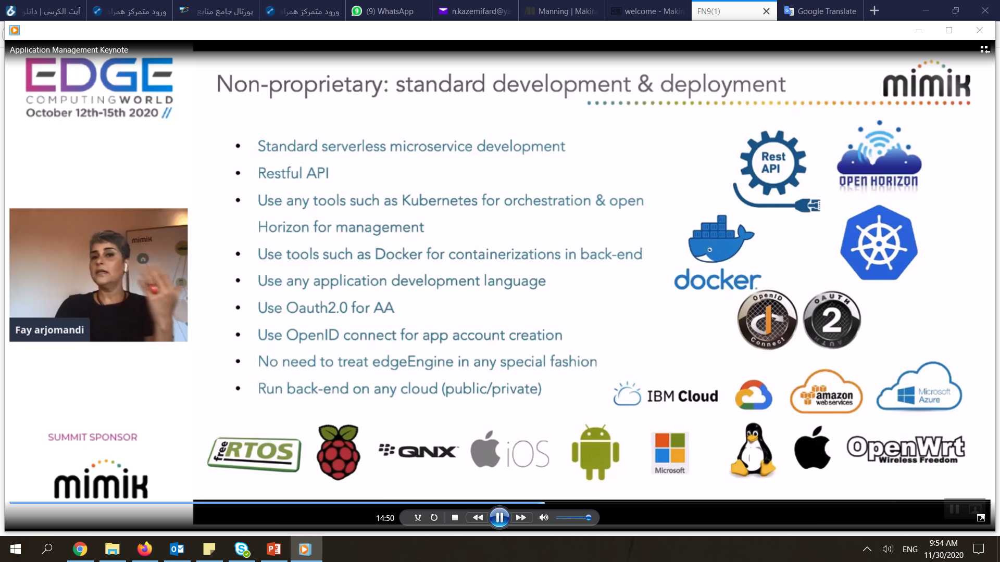 آیت الکرسی | دانلو
ورود متمرکز همراه
پورتال جامع منابع
ورود متمرکز همراه
(9) WhatsApp
n.kazemifard@ya
Manning | Makin
welcome - Makin
FN9(1)
Google Translate
Application Management Keynote
EDGE
COMPUTINGWORLD
October 12th-15th 2020 //
Non-proprietary: standard development & deployment
mimik
• Standard serverless microservice development
• Restful API
• Use any tools such as Kubernetes for orchestration & open
Horizon for management
• Use tools such as Docker for containerizations in back-end
• Use any application development language
• Use Oauth2.0 for AA
• Use OpenID connect for app account creation
• No need to treat edgeEngine in any special fashion
• Run back-end on any cloud (public/private)
Rest
API
OPEN HORIZON
docker
OpenID
Connect
OAUTH
2
OAUTH
IBM Cloud
amazon
web services
Microsoft
Azure
mimik
Fay arjomandi
SUMMIT SPONSOR
mimik
free RTOS
QNX
iOS
Microsoft
OpenWrt
Wireless Freedom
14:50
ENG
9:54 AM
11/30/2020